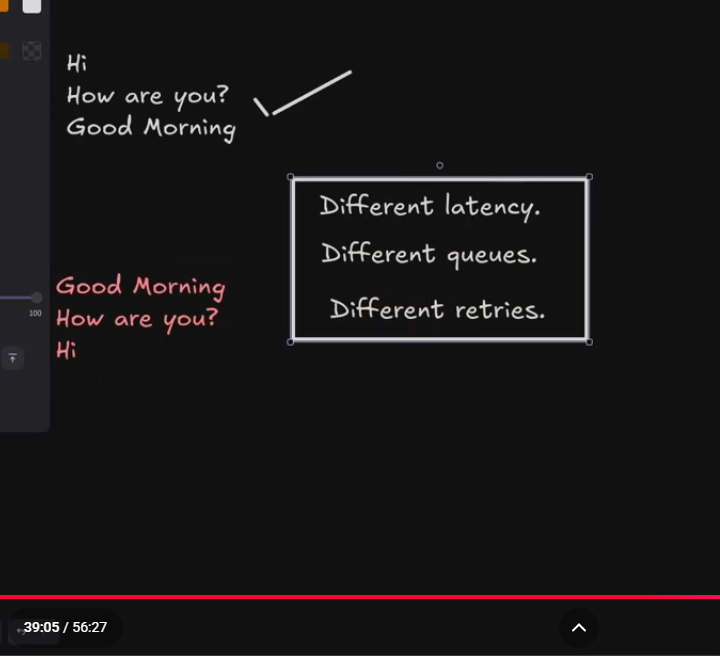 Hi
How are you?
Good Morning
Different latency.
Different queues.
Different retries.
Good Morning
How are you?
Hi
100
39:05 / 56:27